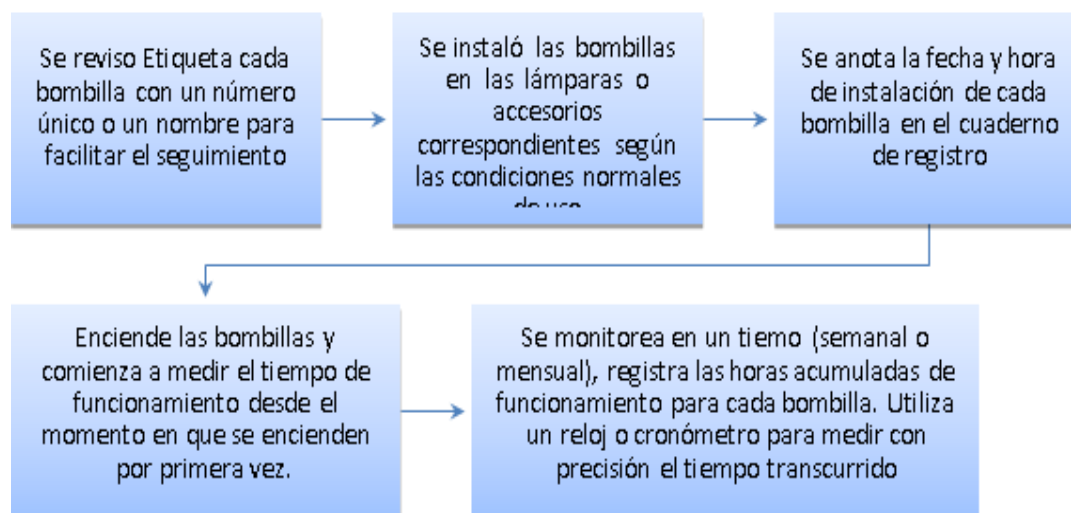 Se reviso Etiqueta cada
bombilla con un número
único o un nombre para
facilitar el seguimiento
Se instaló las bombillas
en las lámparas o
accesorios
correspondientes según
las condiciones normales
de uso
Se anota la fecha y hora
de instalación de cada
bombilla en el cuaderno
de registro
Enciende las bombillas y
comienza a medir el tiempo de
funcionamiento desde el
momento en que se encienden
por primera vez.
Se monitorea en un tiemo (semanal o
mensual), registra las horas acumuladas de
funcionamiento para cada bombilla. Utiliza
un reloj o cronómetro para medir con
precisión el tiempo transcurrido